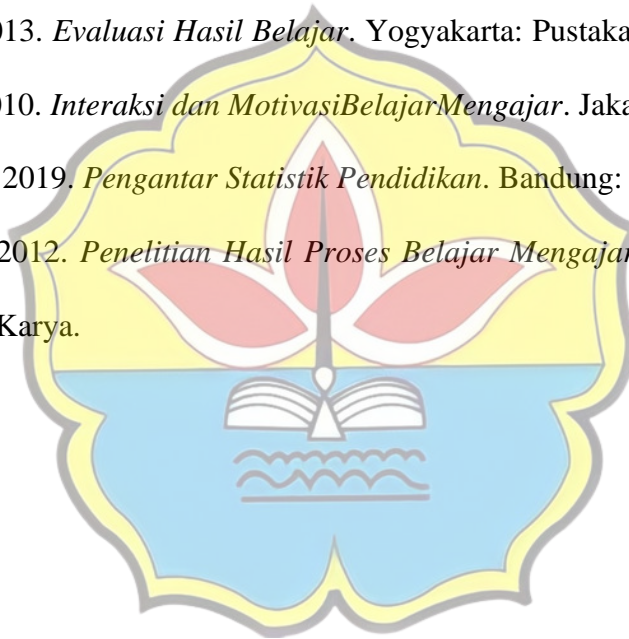 013. Evaluasi Hasil Belajar. Yogyakarta: Pustaka
010. Interaksi dan MotivasiBelajarMengajar. Jaka
2019. Pengantar Statistik Pendidikan. Bandung:
2012. Penelitian Hasil Proses Belajar Mengajar
Karya.